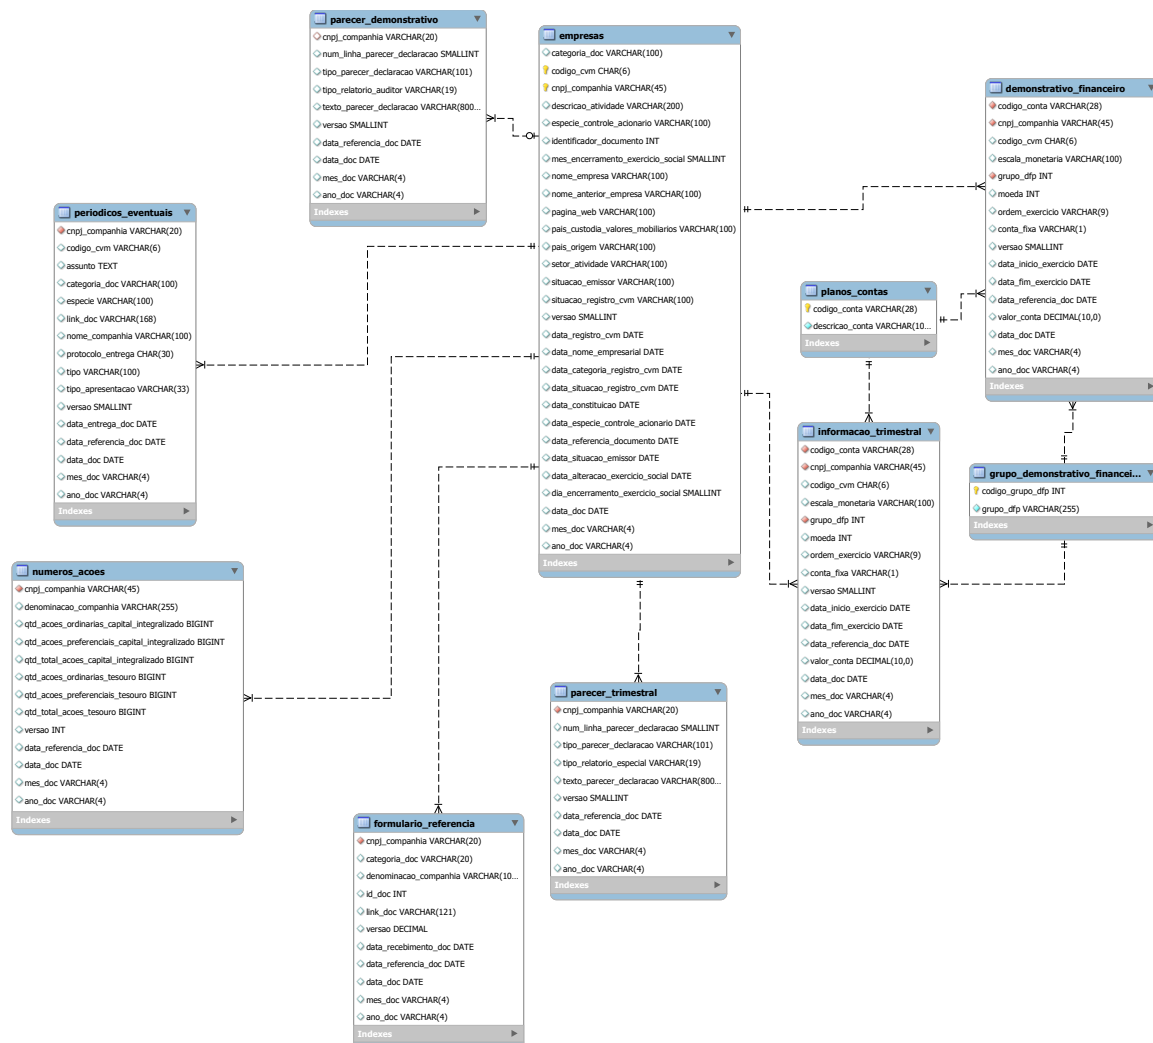 parecer_demonstrativo
cnpj_companhia VARCHAR(20)
num_linha_parecer_declaracao SMALLINT
tipo_parecer_declaracao VARCHAR(101)
tipo_relatorio_auditor VARCHAR(19)
texto_parecer_declaracao VARCHAR(800...
versao SMALLINT
data_referencia_doc DATE
data_doc DATE
mes_doc VARCHAR(4)
ano_doc VARCHAR(4)
Indexes
empresas
categoria_doc VARCHAR(100)
codigo_cvm CHAR(6)
cnpj_companhia VARCHAR(45)
descricao_atividade VARCHAR(200)
especie_controle_acionario VARCHAR(100)
identificador_documento INT
mes_encerramento_exercicio_social SMALLINT
nome_empresa VARCHAR(100)
nome_anterior_empresa VARCHAR(100)
pagina_web VARCHAR(100)
pais_custodia_valores_mobiliarios VARCHAR(100)
pais_origem VARCHAR(100)
setor_atividade VARCHAR(100)
situacao_emissor VARCHAR(100)
situacao_registro_cvm VARCHAR(100)
versao SMALLINT
data_registro_cvm DATE
data_nome_empresarial DATE
data_categoria_registro_cvm DATE
data_situacao_registro_cvm DATE
data_constituicao DATE
data_especie_controle_acionario DATE
data_referencia_documento DATE
data_situacao_emissor DATE
data_alteracao_exercicio_social DATE
dia_encerramento_exercicio_social SMALLINT
data_doc DATE
mes_doc VARCHAR(4)
ano_doc VARCHAR(4)
Indexes
demonstrativo_financeiro
codigo_conta VARCHAR(28)
cnpj_companhia VARCHAR(45)
codigo_cvm CHAR(6)
escala_monetaria VARCHAR(100)
grupo_dfp INT
moeda INT
ordem_exercicio VARCHAR(9)
conta_fixa VARCHAR(1)
versao SMALLINT
data_inicio_exercicio DATE
data_fim_exercicio DATE
data_referencia_doc DATE
valor_conta DECIMAL(10,0)
data_doc DATE
mes_doc VARCHAR(4)
ano_doc VARCHAR(4)
Indexes
periodicos_eventuais
cnpj_companhia VARCHAR(20)
codigo_cvm VARCHAR(6)
assunto TEXT
categoria_doc VARCHAR(100)
especie VARCHAR(100)
link_doc VARCHAR(168)
nome_companhia VARCHAR(100)
protocolo_entrega CHAR(30)
tipo VARCHAR(100)
tipo_apresentacao VARCHAR(33)
versao SMALLINT
data_entrega_doc DATE
data_referencia_doc DATE
data_doc DATE
mes_doc VARCHAR(4)
ano_doc VARCHAR(4)
Indexes
planos_contas
codigo_conta VARCHAR(28)
descricao_conta VARCHAR(10...
Indexes
informacao_trimestral
codigo_conta VARCHAR(28)
cnpj_companhia VARCHAR(45)
codigo_cvm CHAR(6)
escala_monetaria VARCHAR(100)
grupo_dfp INT
moeda INT
ordem_exercicio VARCHAR(9)
conta_fixa VARCHAR(1)
versao SMALLINT
data_inicio_exercicio DATE
data_fim_exercicio DATE
data_referencia_doc DATE
valor_conta DECIMAL(10,0)
data_doc DATE
mes_doc VARCHAR(4)
ano_doc VARCHAR(4)
Indexes
grupo_demonstrativo_financei...
codigo_grupo_dfp INT
grupo_dfp VARCHAR(255)
Indexes
numeros_acoes
cnpj_companhia VARCHAR(45)
denominacao_companhia VARCHAR(255)
qtd_acoes_ordinarias_capital_integralizado BIGINT
qtd_acoes_preferenciais_capital_integralizado BIGINT
qtd_total_acoes_capital_integralizado BIGINT
qtd_acoes_ordinarias_tesouro BIGINT
qtd_acoes_preferenciais_tesouro BIGINT
qtd_total_acoes_tesouro BIGINT
versao INT
data_referencia_doc DATE
data_doc DATE
mes_doc VARCHAR(4)
ano_doc VARCHAR(4)
Indexes
parecer_trimestral
cnpj_companhia VARCHAR(20)
num_linha_parecer_declaracao SMALLINT
tipo_parecer_declaracao VARCHAR(101)
tipo_relatorio_especial VARCHAR(19)
texto_parecer_declaracao VARCHAR(800...
versao SMALLINT
data_referencia_doc DATE
data_doc DATE
mes_doc VARCHAR(4)
ano_doc VARCHAR(4)
Indexes
formulario_referencia
cnpj_companhia VARCHAR(20)
categoria_doc VARCHAR(20)
denominacao_companhia VARCHAR(10...
id_doc INT
link_doc VARCHAR(121)
versao DECIMAL
data_recebimento_doc DATE
data_referencia_doc DATE
data_doc DATE
mes_doc VARCHAR(4)
ano_doc VARCHAR(4)
Indexes